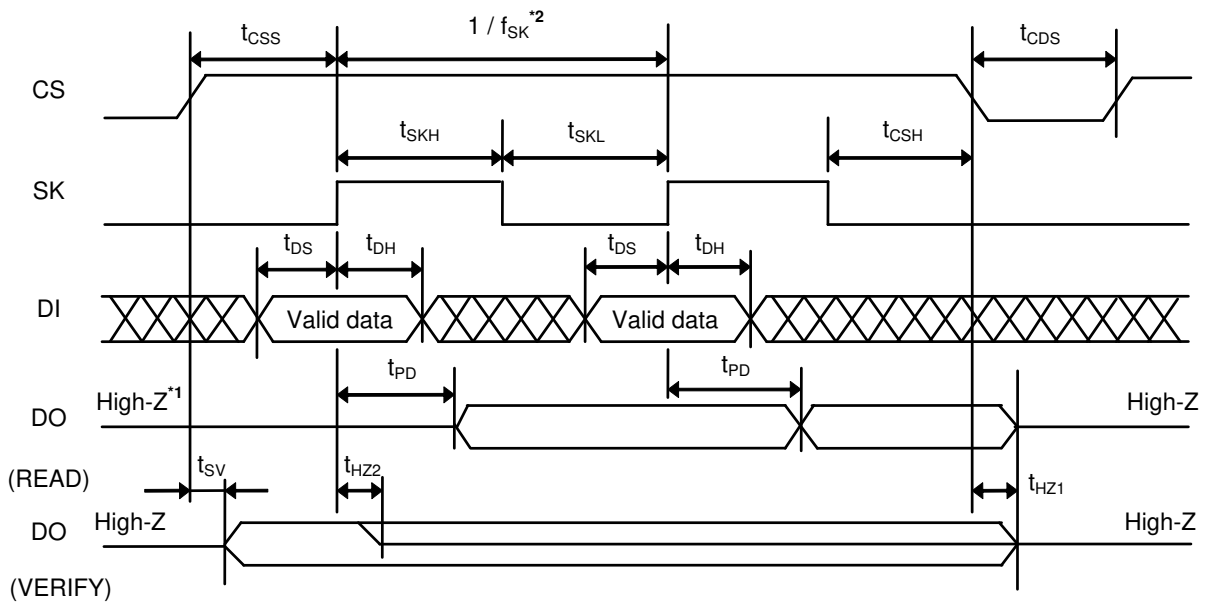 tCSS
1 / fSK*2
tCDS
CS
tSKH
tSKL
tCSH
SK
tDS
tDH
tDS
tDH
DI
Valid data
Valid data
tPD
tPD
High-Z*1
High-Z
DO
(READ)
tSV
tHZ2
tHZ1
High-Z
High-Z
DO
(VERIFY)